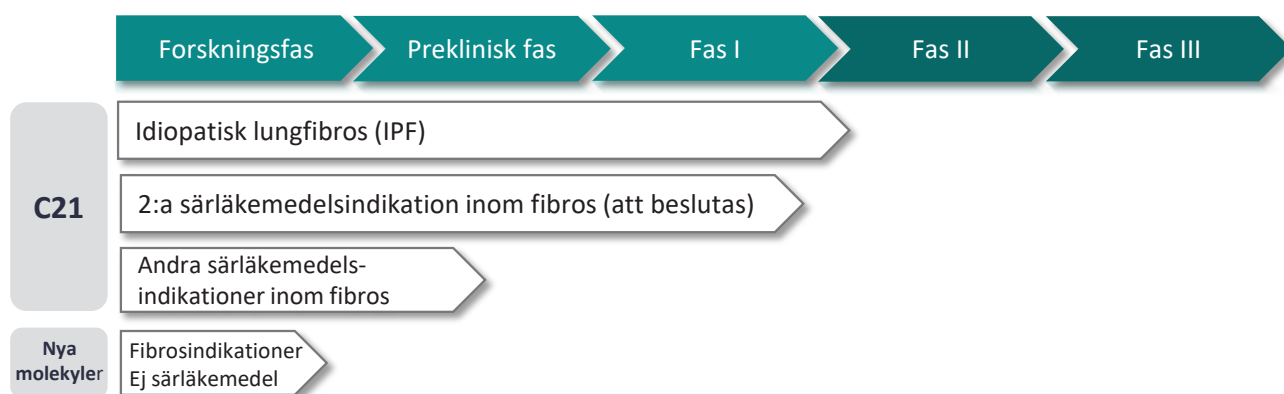 Forskningsfas Preklinisk fas Fas I Fas II Fas III
C21
Idiopatisk lungfibros (IPF)
2:a särläkemedelsindikation inom fibros (att beslutas)
Andra särläkemedels-
indikationer inom fibros
Nya
molekyler
Fibrosindikationer
Ej särläkemedel